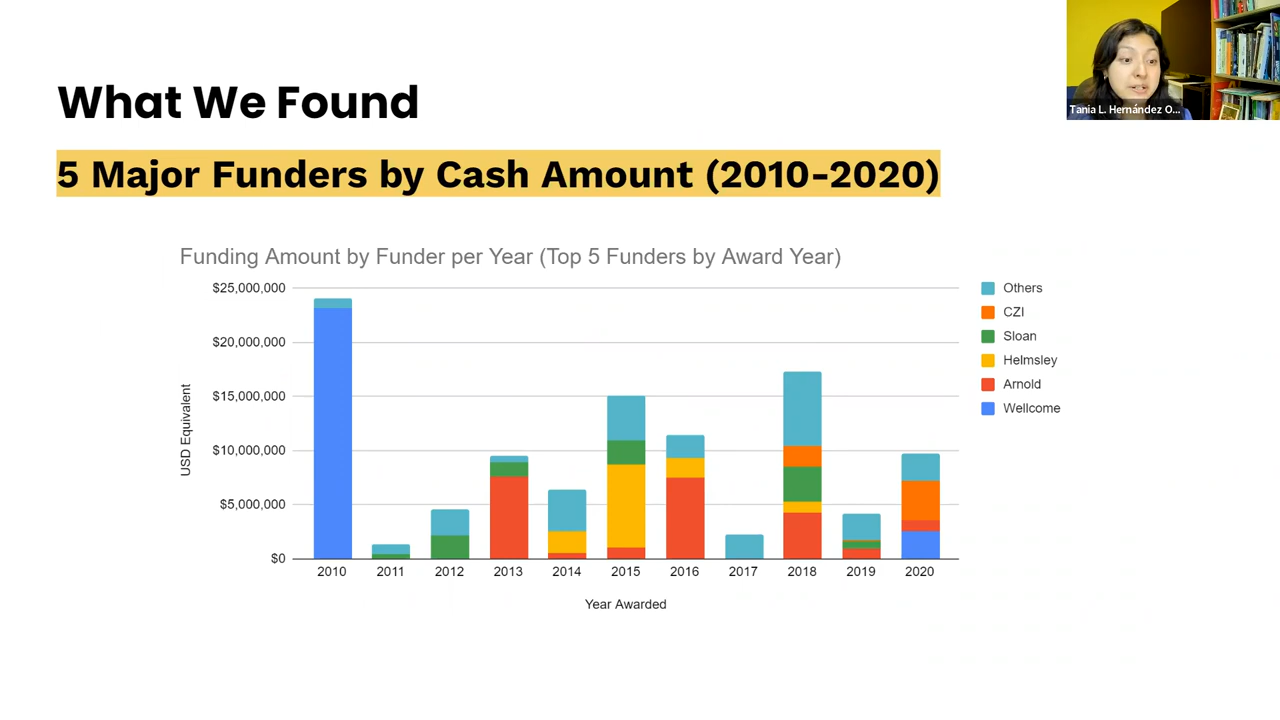 What We Found
Tania L. Hernández O...
5 Major Funders by Cash Amount (2010-2020)
Funding Amount by Funder per Year (Top 5 Funders by Award Year)
USD Equivalent
$25,000,000
$20,000,000
$15,000,000
$10,000,000
$5,000,000
$0
2010 2011 2012 2013 2014 2015 2016 2017 2018 2019 2020
Year Awarded
Others
CZI
Sloan
Helmsley
Arnold
Wellcome